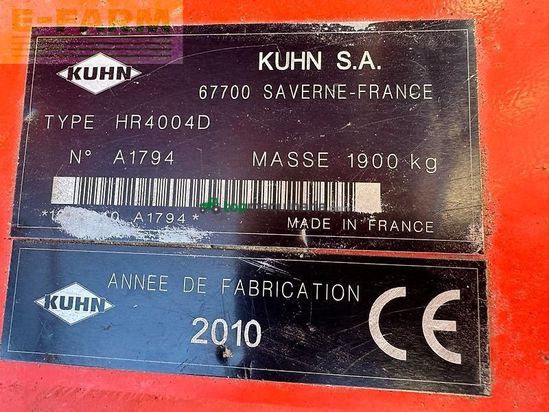 E-FARM
KUHN
KUHN S.A.
67700 SAVERNE-FRANCE
TYPE HR4004D
N° A1794 MASSE 1900 kg
A1794*
MADE IN FRANCE
KUHN
ANNÉE DE FABRICATION
2010
CE